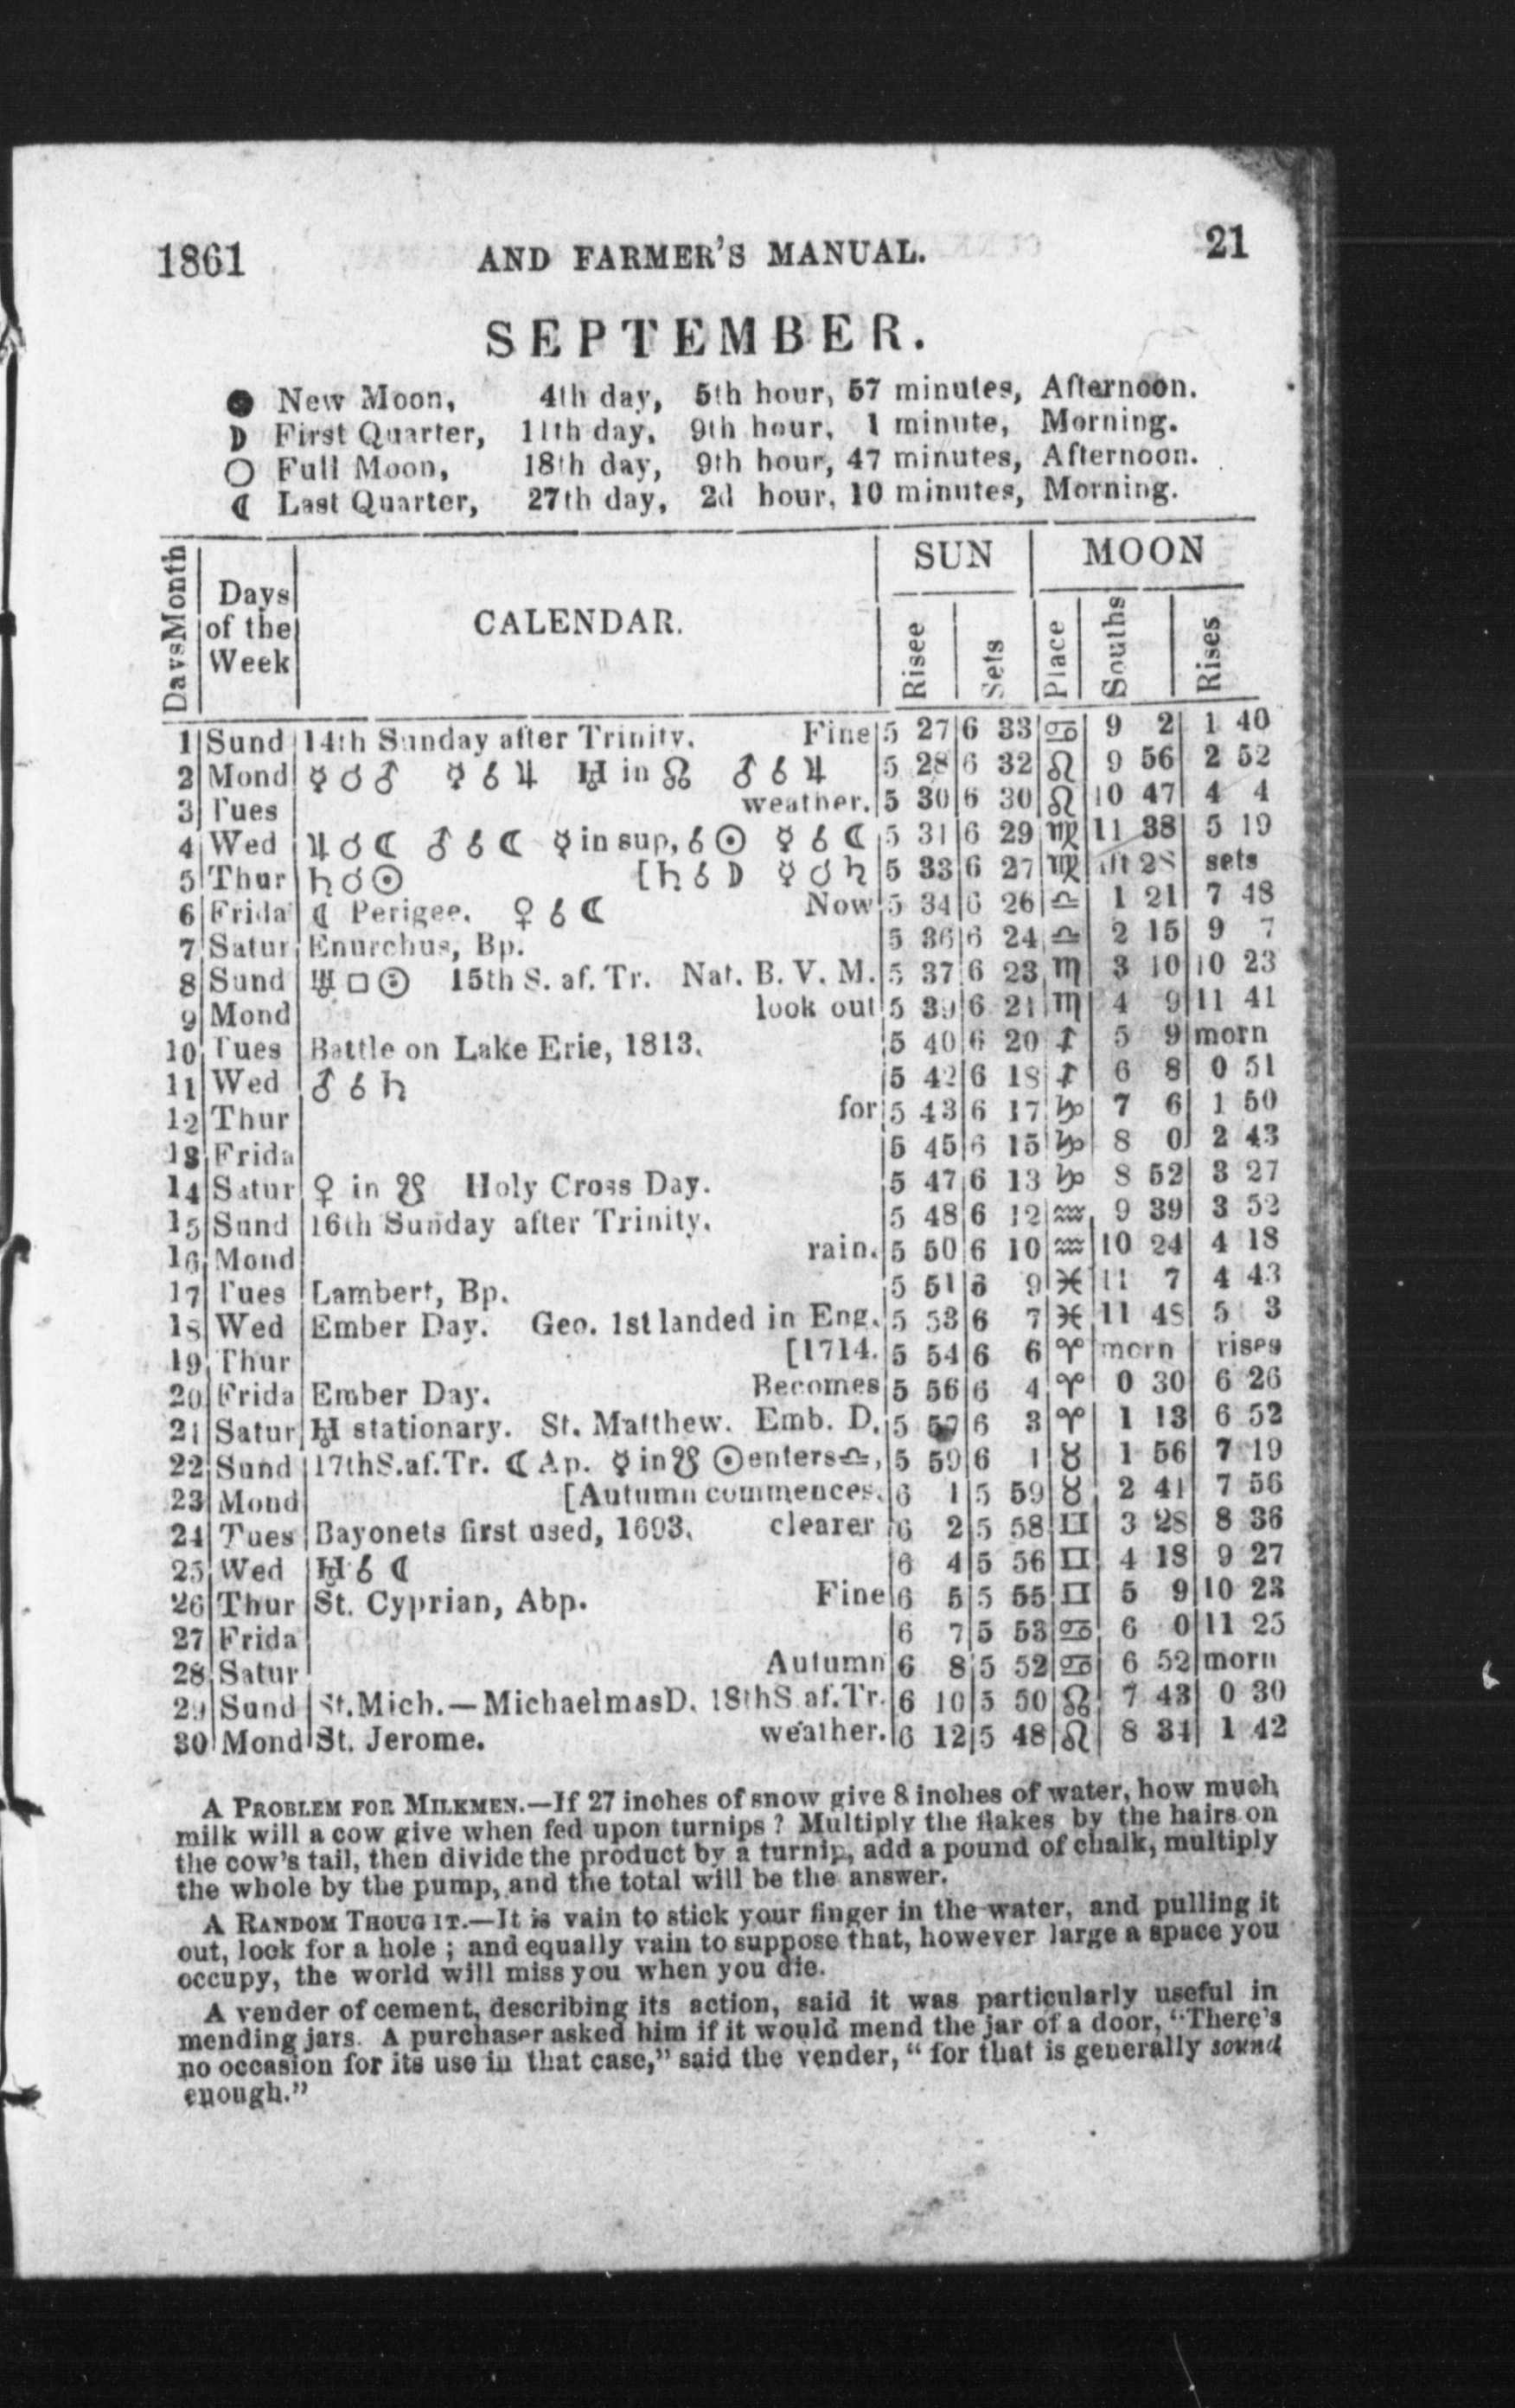 1861 AND FARMER'S MANUAL. 21
SEPTEMBER.
● New Moon, 4th day, 5th hour, 57 minutes, Afternoon.
☽ First Quarter, 11th day, 9th hour, 1 minute, Morning.
○ Full Moon, 18th day, 9th hour, 47 minutes, Afternoon.
☾ Last Quarter, 27th day, 2d hour, 10 minutes, Morning.
DaysMonth Days of the Week CALENDAR. SUN MOON
Risee Sets Place Souths Rises
1 Sund 14th Sunday after Trinity. Fine 5 27 6 33 ♋ 9 2 1 40
2 Mond ☿ ☌ ♂ ☿ ☌ ♃ ♅ in ☊ ♂ ☌ ♃ 5 28 6 32 ♌ 9 56 2 52
3 Tues weather. 5 30 6 30 ♌ 10 47 4 4
4 Wed ♃ ☌ ☾ ♂ ☌ ☾ ☿ in sup, ☌ ☉ ☿ ☌ ☾ 5 31 6 29 ♍ 11 38 5 19
5 Thur ♄ ☌ ☉ [♄ ☌ ☽ ☿ ☌ ♄ 5 33 6 27 ♍ aft 28 sets
6 Frida ☾ Perigee. ♀ ☌ ☾ Now 5 34 6 26 ♎ 1 21 7 48
7 Satur Enurchus, Bp. 5 36 6 24 ♎ 2 15 9 7
8 Sund ♅ □ ☉ 15th S. af. Tr. Nat. B. V. M. 5 37 6 23 ♏ 3 10 10 23
9 Mond look out 5 39 6 21 ♏ 4 9 11 41
10 Tues Battle on Lake Erie, 1813. 5 40 6 20 ♐ 5 9 morn
11 Wed ♂ ☌ ♄ 5 42 6 18 ♐ 6 8 0 51
12 Thur for 5 43 6 17 ♑ 7 6 1 50
13 Frida 5 45 6 15 ♑ 8 0 2 43
14 Satur ♀ in ☋ Holy Cross Day. 5 47 6 13 ♑ 8 52 3 27
15 Sund 16th Sunday after Trinity. 5 48 6 12 ♒ 9 39 3 52
16 Mond rain. 5 50 6 10 ♒ 10 24 4 18
17 Tues Lambert, Bp. 5 51 6 9 ♓ 11 7 4 43
18 Wed Ember Day. Geo. 1st landed in Eng. 5 53 6 7 ♓ 11 48 5 3
19 Thur [1714. 5 54 6 6 ♈ morn rises
20 Frida Ember Day. Becomes 5 56 6 4 ♈ 0 30 6 26
21 Satur ♅ stationary. St. Matthew. Emb. D. 5 57 6 3 ♈ 1 13 6 52
22 Sund 17thS.af.Tr. ☾ Ap. ☿ in ☋ ☉ enters ♎, 5 59 6 1 ♉ 1 56 7 19
23 Mond [Autumn commences. 6 1 5 59 ♉ 2 41 7 56
24 Tues Bayonets first used, 1693. clearer 6 2 5 58 ♊ 3 28 8 36
25 Wed ♅ ☌ ☾ 6 4 5 56 ♊ 4 18 9 27
26 Thur St. Cyprian, Abp. Fine 6 5 5 55 ♊ 5 9 10 23
27 Frida 6 7 5 53 ♋ 6 0 11 25
28 Satur Autumn 6 8 5 52 ♋ 6 52 morn
29 Sund St.Mich.—MichaelmasD. 18thS.af.Tr. 6 10 5 50 ♌ 7 43 0 30
30 Mond St. Jerome. weather. 6 12 5 48 ♌ 8 34 1 42
A PROBLEM FOR MILKMEN.—If 27 inches of snow give 8 inches of water, how much
milk will a cow give when fed upon turnips ? Multiply the flakes by the hairs on
the cow's tail, then divide the product by a turnip, add a pound of chalk, multiply
the whole by the pump, and the total will be the answer.
A RANDOM THOUGIT.—It is vain to stick your finger in the water, and pulling it
out, look for a hole ; and equally vain to suppose that, however large a space you
occupy, the world will miss you when you die.
A vender of cement, describing its action, said it was particularly useful in
mending jars. A purchaser asked him if it would mend the jar of a door, "There's
no occasion for its use in that case," said the vender, " for that is generally sound
enough."